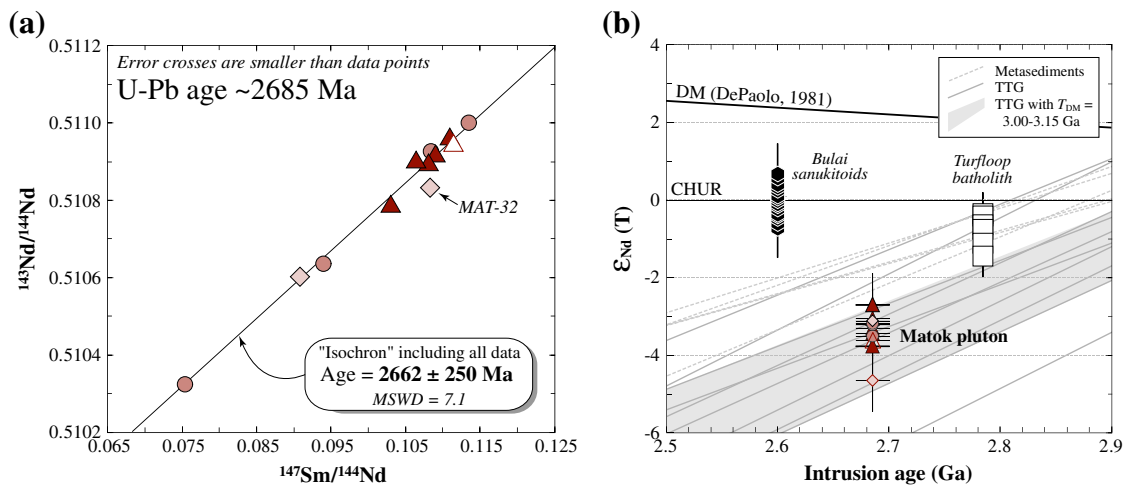 (a)
0.5112
0.5110
0.5108
0.5106
0.5104
0.5102
¹⁴³Nd/¹⁴⁴Nd
Error crosses are smaller than data points
U-Pb age ~2685 Ma
MAT-32
"Isochron" including all data
Age = 2662 ± 250 Ma
MSWD = 7.1
0.065 0.075 0.085 0.095 0.105 0.115 0.125
¹⁴⁷Sm/¹⁴⁴Nd
(b)
4
2
0
-2
-4
-6
εNd (T)
Metasediments
TTG
TTG with TDM =
3.00-3.15 Ga
DM (DePaolo, 1981)
Bulai
sanukitoids
Turfloop
batholith
CHUR
Matok pluton
2.5 2.6 2.7 2.8 2.9
Intrusion age (Ga)